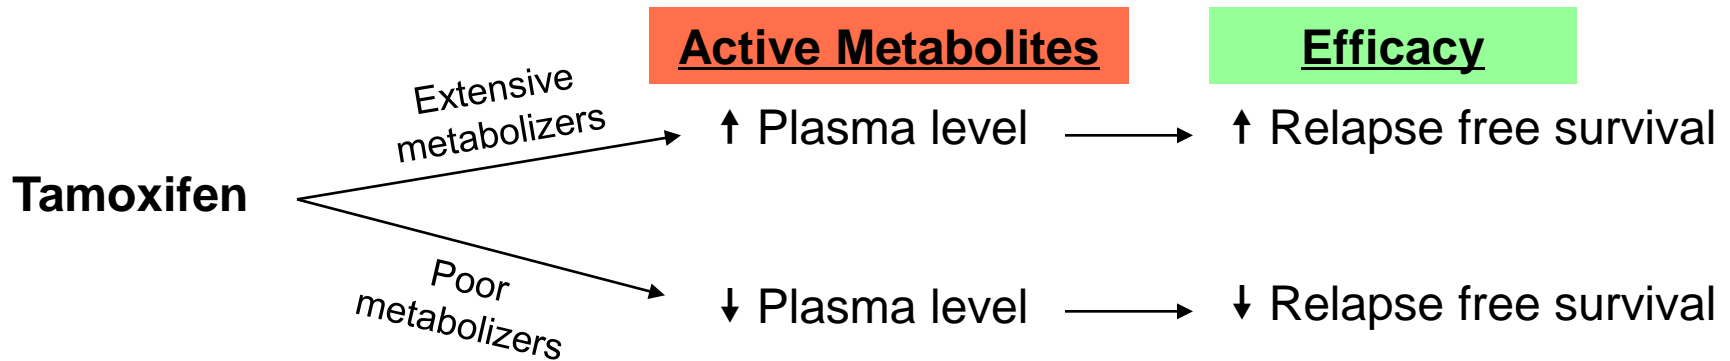 Active Metabolites
Efficacy
Extensive
metabolizers
↑ Plasma level
↑ Relapse free survival
Tamoxifen
Poor
metabolizers
↓ Plasma level
↓ Relapse free survival